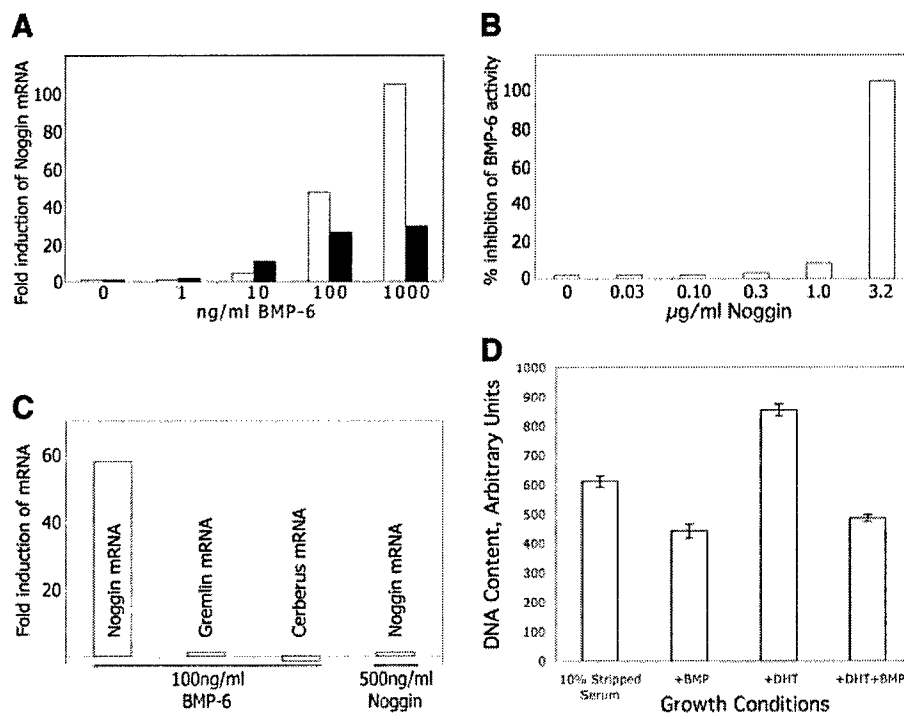 A
Fold induction of Noggin mRNA
100
80
60
40
20
0
0 1 10 100 1000
ng/ml BMP-6
B
% inhibition of BMP-6 activity
100
80
60
40
20
0
0 0.03 0.10 0.3 1.0 3.2
µg/ml Noggin
C
Fold induction of mRNA
60
40
20
Noggin mRNA
Gremlin mRNA
Cerberus mRNA
Noggin mRNA
100ng/ml
BMP-6
500ng/ml
Noggin
D
DNA Content, Arbitrary Units
1000
900
800
700
600
500
400
300
200
100
0
10% Stripped
Serum
+BMP
+DHT
+DHT+BMP
Growth Conditions